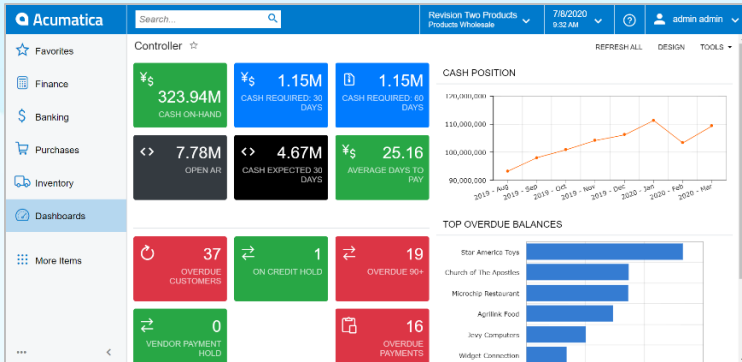 Acumatica
Search...
Revision Two Products
Products Wholesale
7/8/2020
9:32 AM
admin admin
Favorites
Finance
Banking
Purchases
Inventory
Dashboards
More Items
Controller
REFRESH ALL
DESIGN
TOOLS
¥$
323.94M
CASH ON-HAND
¥$
1.15M
CASH REQUIRED: 30
DAYS
1.15M
CASH REQUIRED: 60
DAYS
7.78M
OPEN AR
4.67M
CASH EXPECTED 30
DAYS
¥$
25.16
AVERAGE DAYS TO
PAY
37
OVERDUE
CUSTOMERS
1
ON CREDIT HOLD
19
OVERDUE 90+
0
VENDOR PAYMENT
HOLD
16
OVERDUE
PAYMENTS
CASH POSITION
120,000,000
110,000,000
100,000,000
90,000,000
2019 - Aug
2019 - Sep
2019 - Oct
2019 - Nov
2019 - Dec
2020 - Jan
2020 - Feb
2020 - Mar
TOP OVERDUE BALANCES
Star America Toys
Church of The Apostles
Microchip Restaurant
Agrilink Food
Jevy Computers
Widget Connection